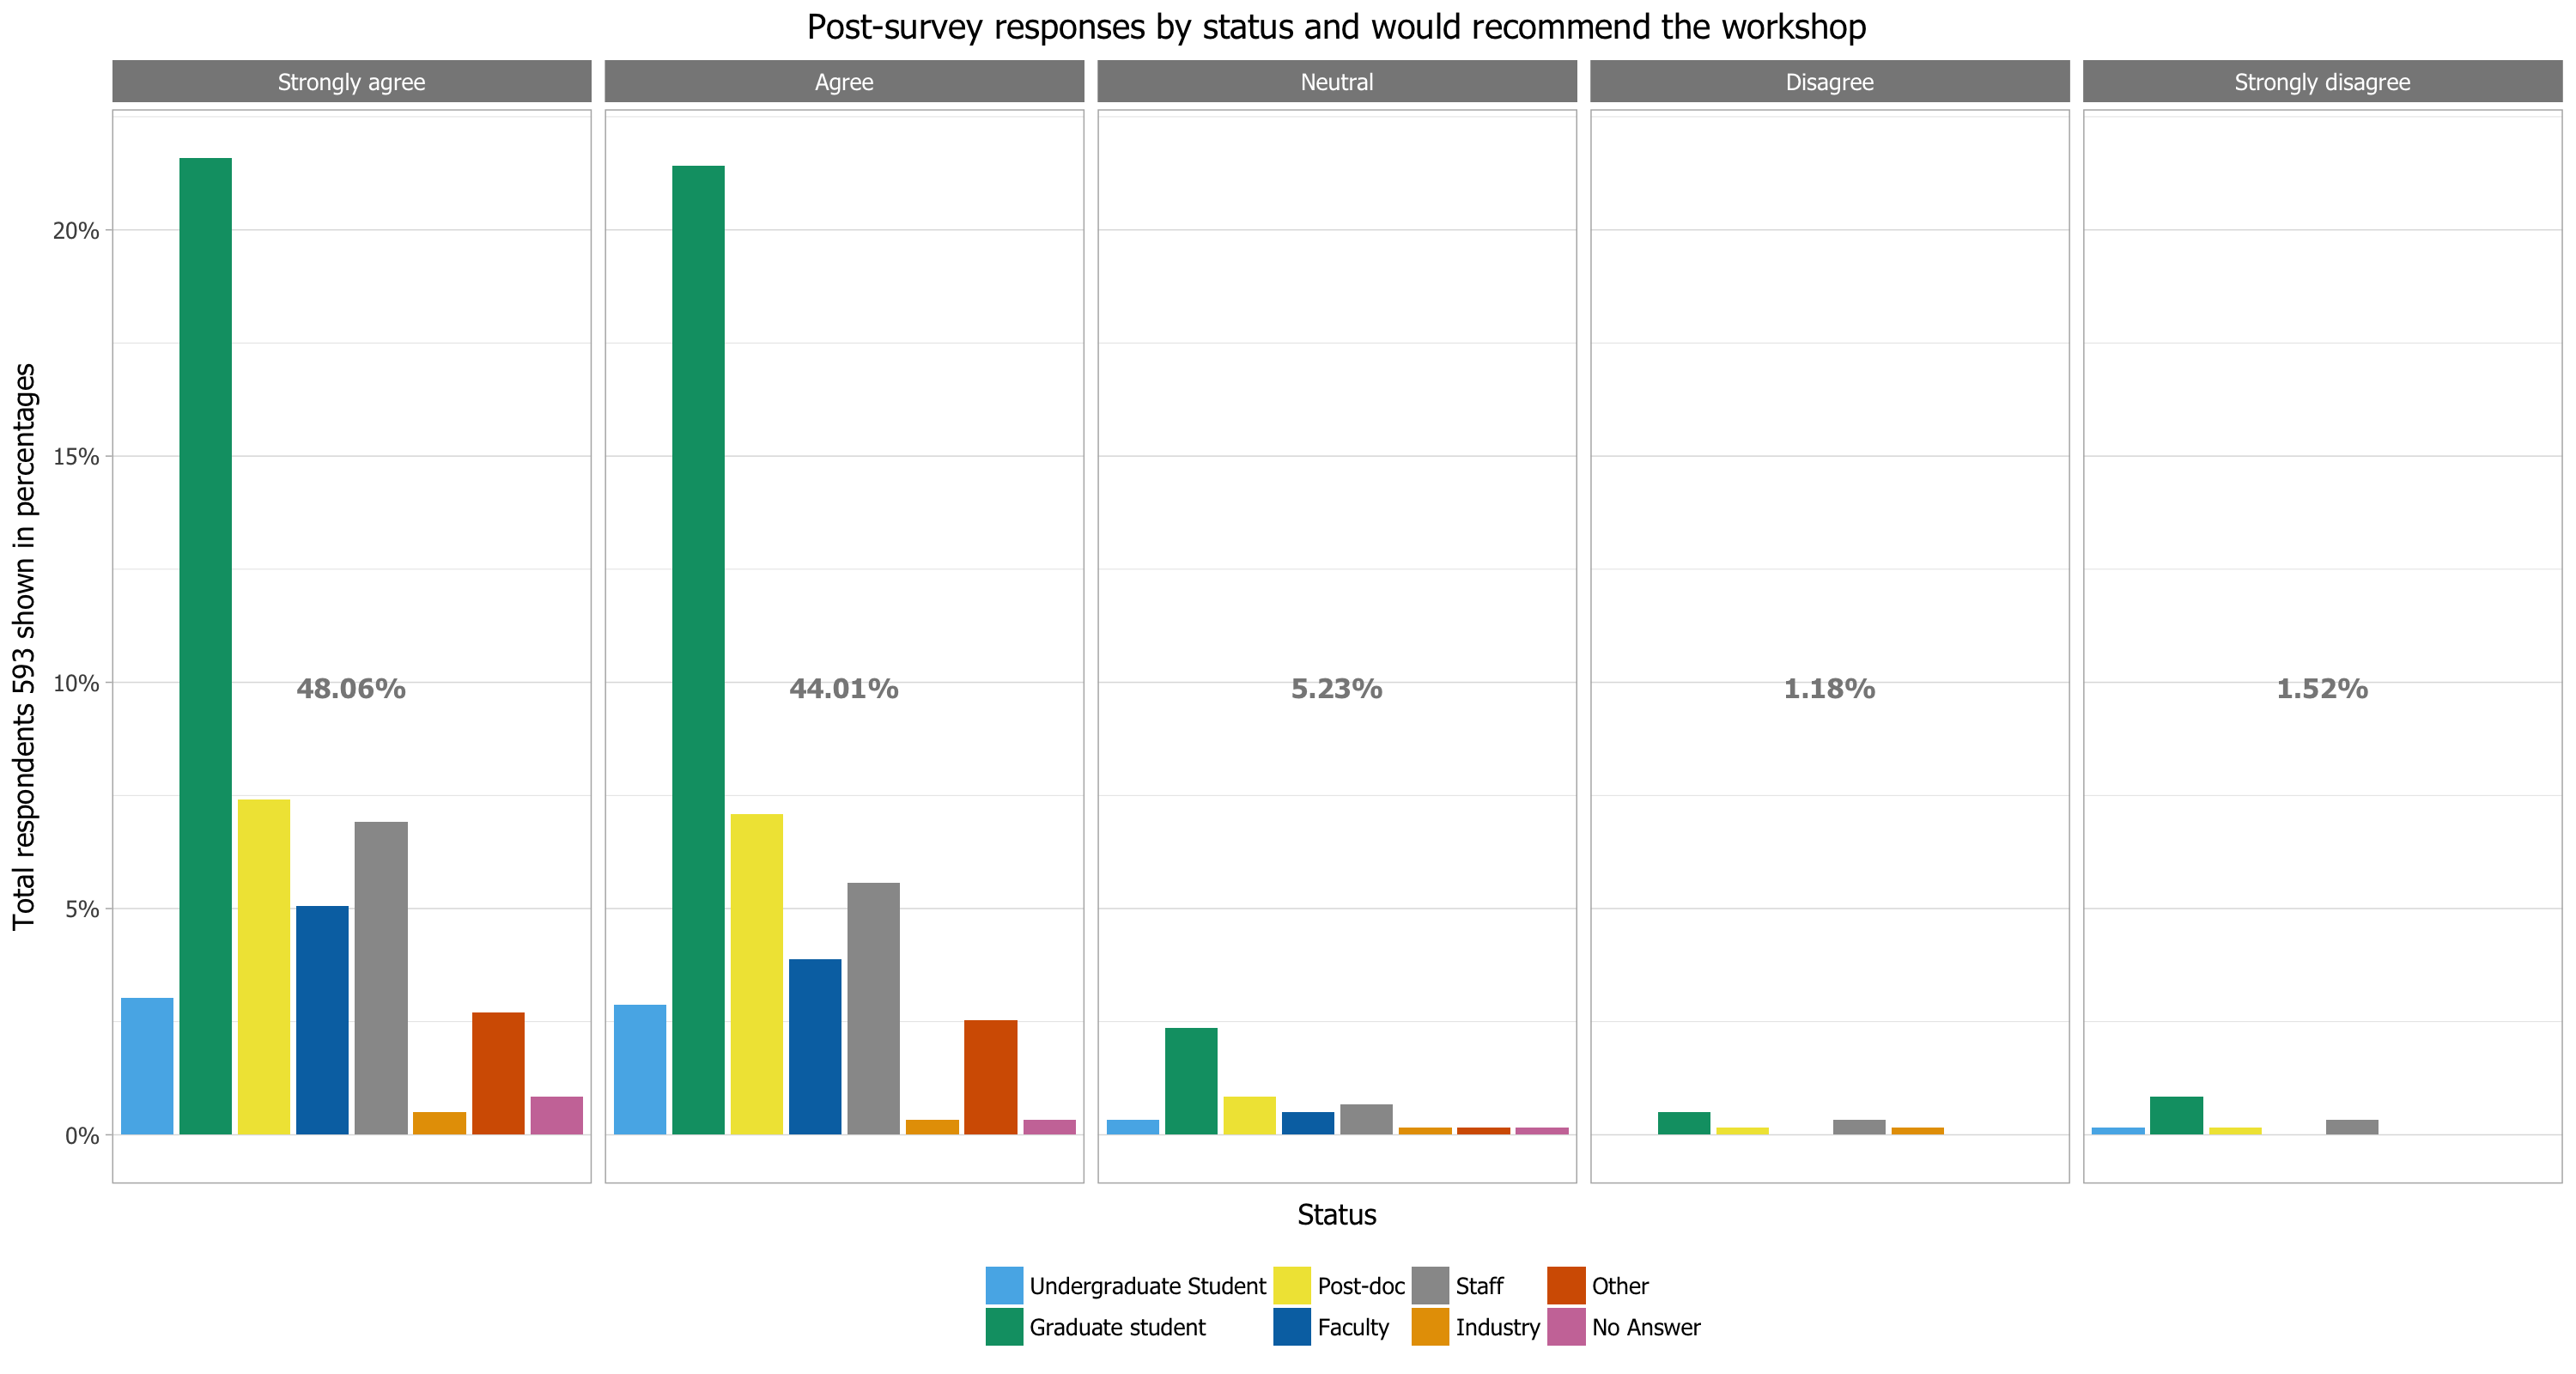 Post-survey responses by status and would recommend the workshop
Strongly agree
Agree
Neutral
Disagree
Strongly disagree
Total respondents 593 shown in percentages
20%
15%
10%
5%
0%
48.06%
44.01%
5.23%
1.18%
1.52%
Status
Undergraduate Student
Post-doc
Staff
Other
Graduate student
Faculty
Industry
No Answer